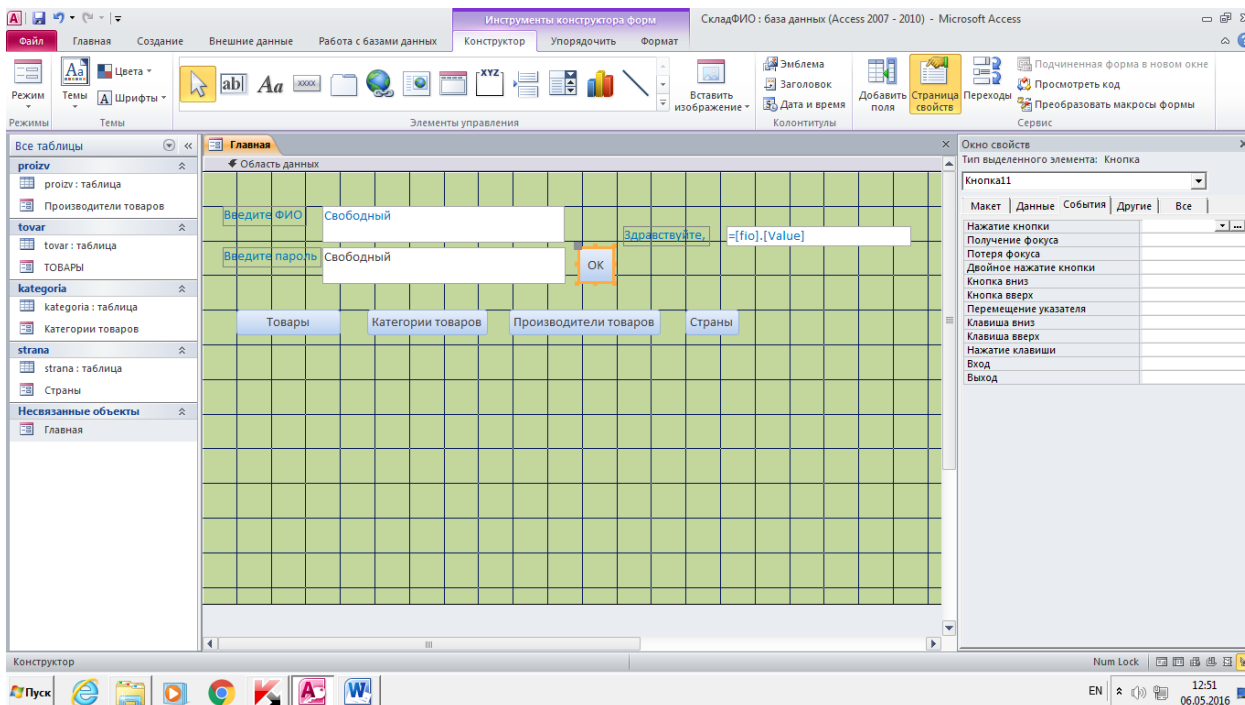 Инструменты конструктора форм
СкладФИО : база данных (Access 2007 - 2010) - Microsoft Access
Файл Главная Создание Внешние данные Работа с базами данных Конструктор Упорядочить Формат
Режим
Режимы
Темы
Цвета
Шрифты
Темы
ab|
Aa
xxxx
XYZ
Элементы управления
Вставить
изображение
Эмблема
Заголовок
Дата и время
Колонтитулы
Добавить
поля
Страница
свойств
Переходы
Подчиненная форма в новом окне
Просмотреть код
Преобразовать макросы формы
Сервис
Все таблицы
proizv
proizv : таблица
Производители товаров
tovar
tovar : таблица
ТОВАРЫ
kategoria
kategoria : таблица
Категории товаров
strana
strana : таблица
Страны
Несвязанные объекты
Главная
Главная
Область данных
Введите ФИО Свободный
Здравствуйте, =[fio].[Value]
Введите пароль Свободный
ОК
Товары Категории товаров Производители товаров Страны
Окно свойств
Тип выделенного элемента: Кнопка
Кнопка11
Макет Данные События Другие Все
Нажатие кнопки
Получение фокуса
Потеря фокуса
Двойное нажатие кнопки
Кнопка вниз
Кнопка вверх
Перемещение указателя
Клавиша вниз
Клавиша вверх
Нажатие клавиши
Вход
Выход
Конструктор
Num Lock
Пуск
EN
12:51
06.05.2016